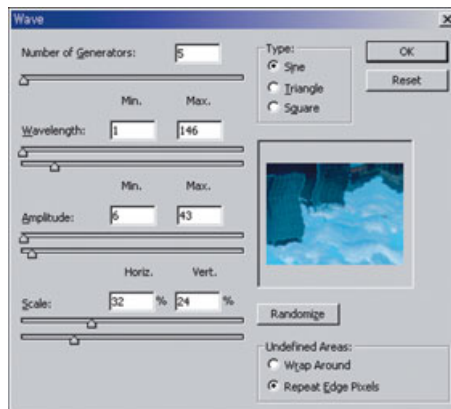 Wave
Number of Generators: 5
Min. Max.
Wavelength: 1 146
Min. Max.
Amplitude: 6 43
Horiz. Vert.
Scale: 32 % 24 %
Type:
Sine
Triangle
Square
OK
Reset
Randomize
Undefined Areas:
Wrap Around
Repeat Edge Pixels